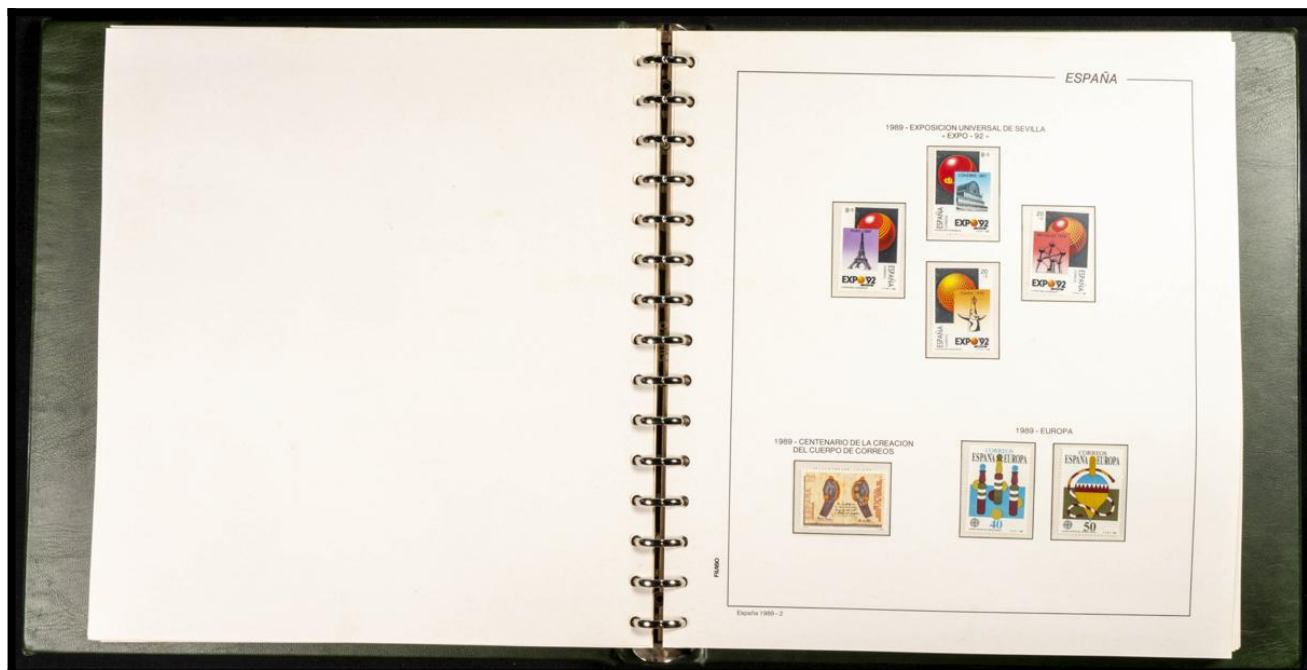 ESPAÑA
1989 - EXPOSICION UNIVERSAL DE SEVILLA
« EXPO - 92 »
ESPAÑA
EXPO'92
ESPAÑA
EXPO'92
ESPAÑA
EXPO'92
20
ESPAÑA
EXPO'92
1989 - CENTENARIO DE LA CREACION
DEL CUERPO DE CORREOS
ESPAÑA
1989 - EUROPA
CORREOS
ESPAÑA EUROPA
40
CORREOS
ESPAÑA EUROPA
50
FILABO
España 1989 - 2